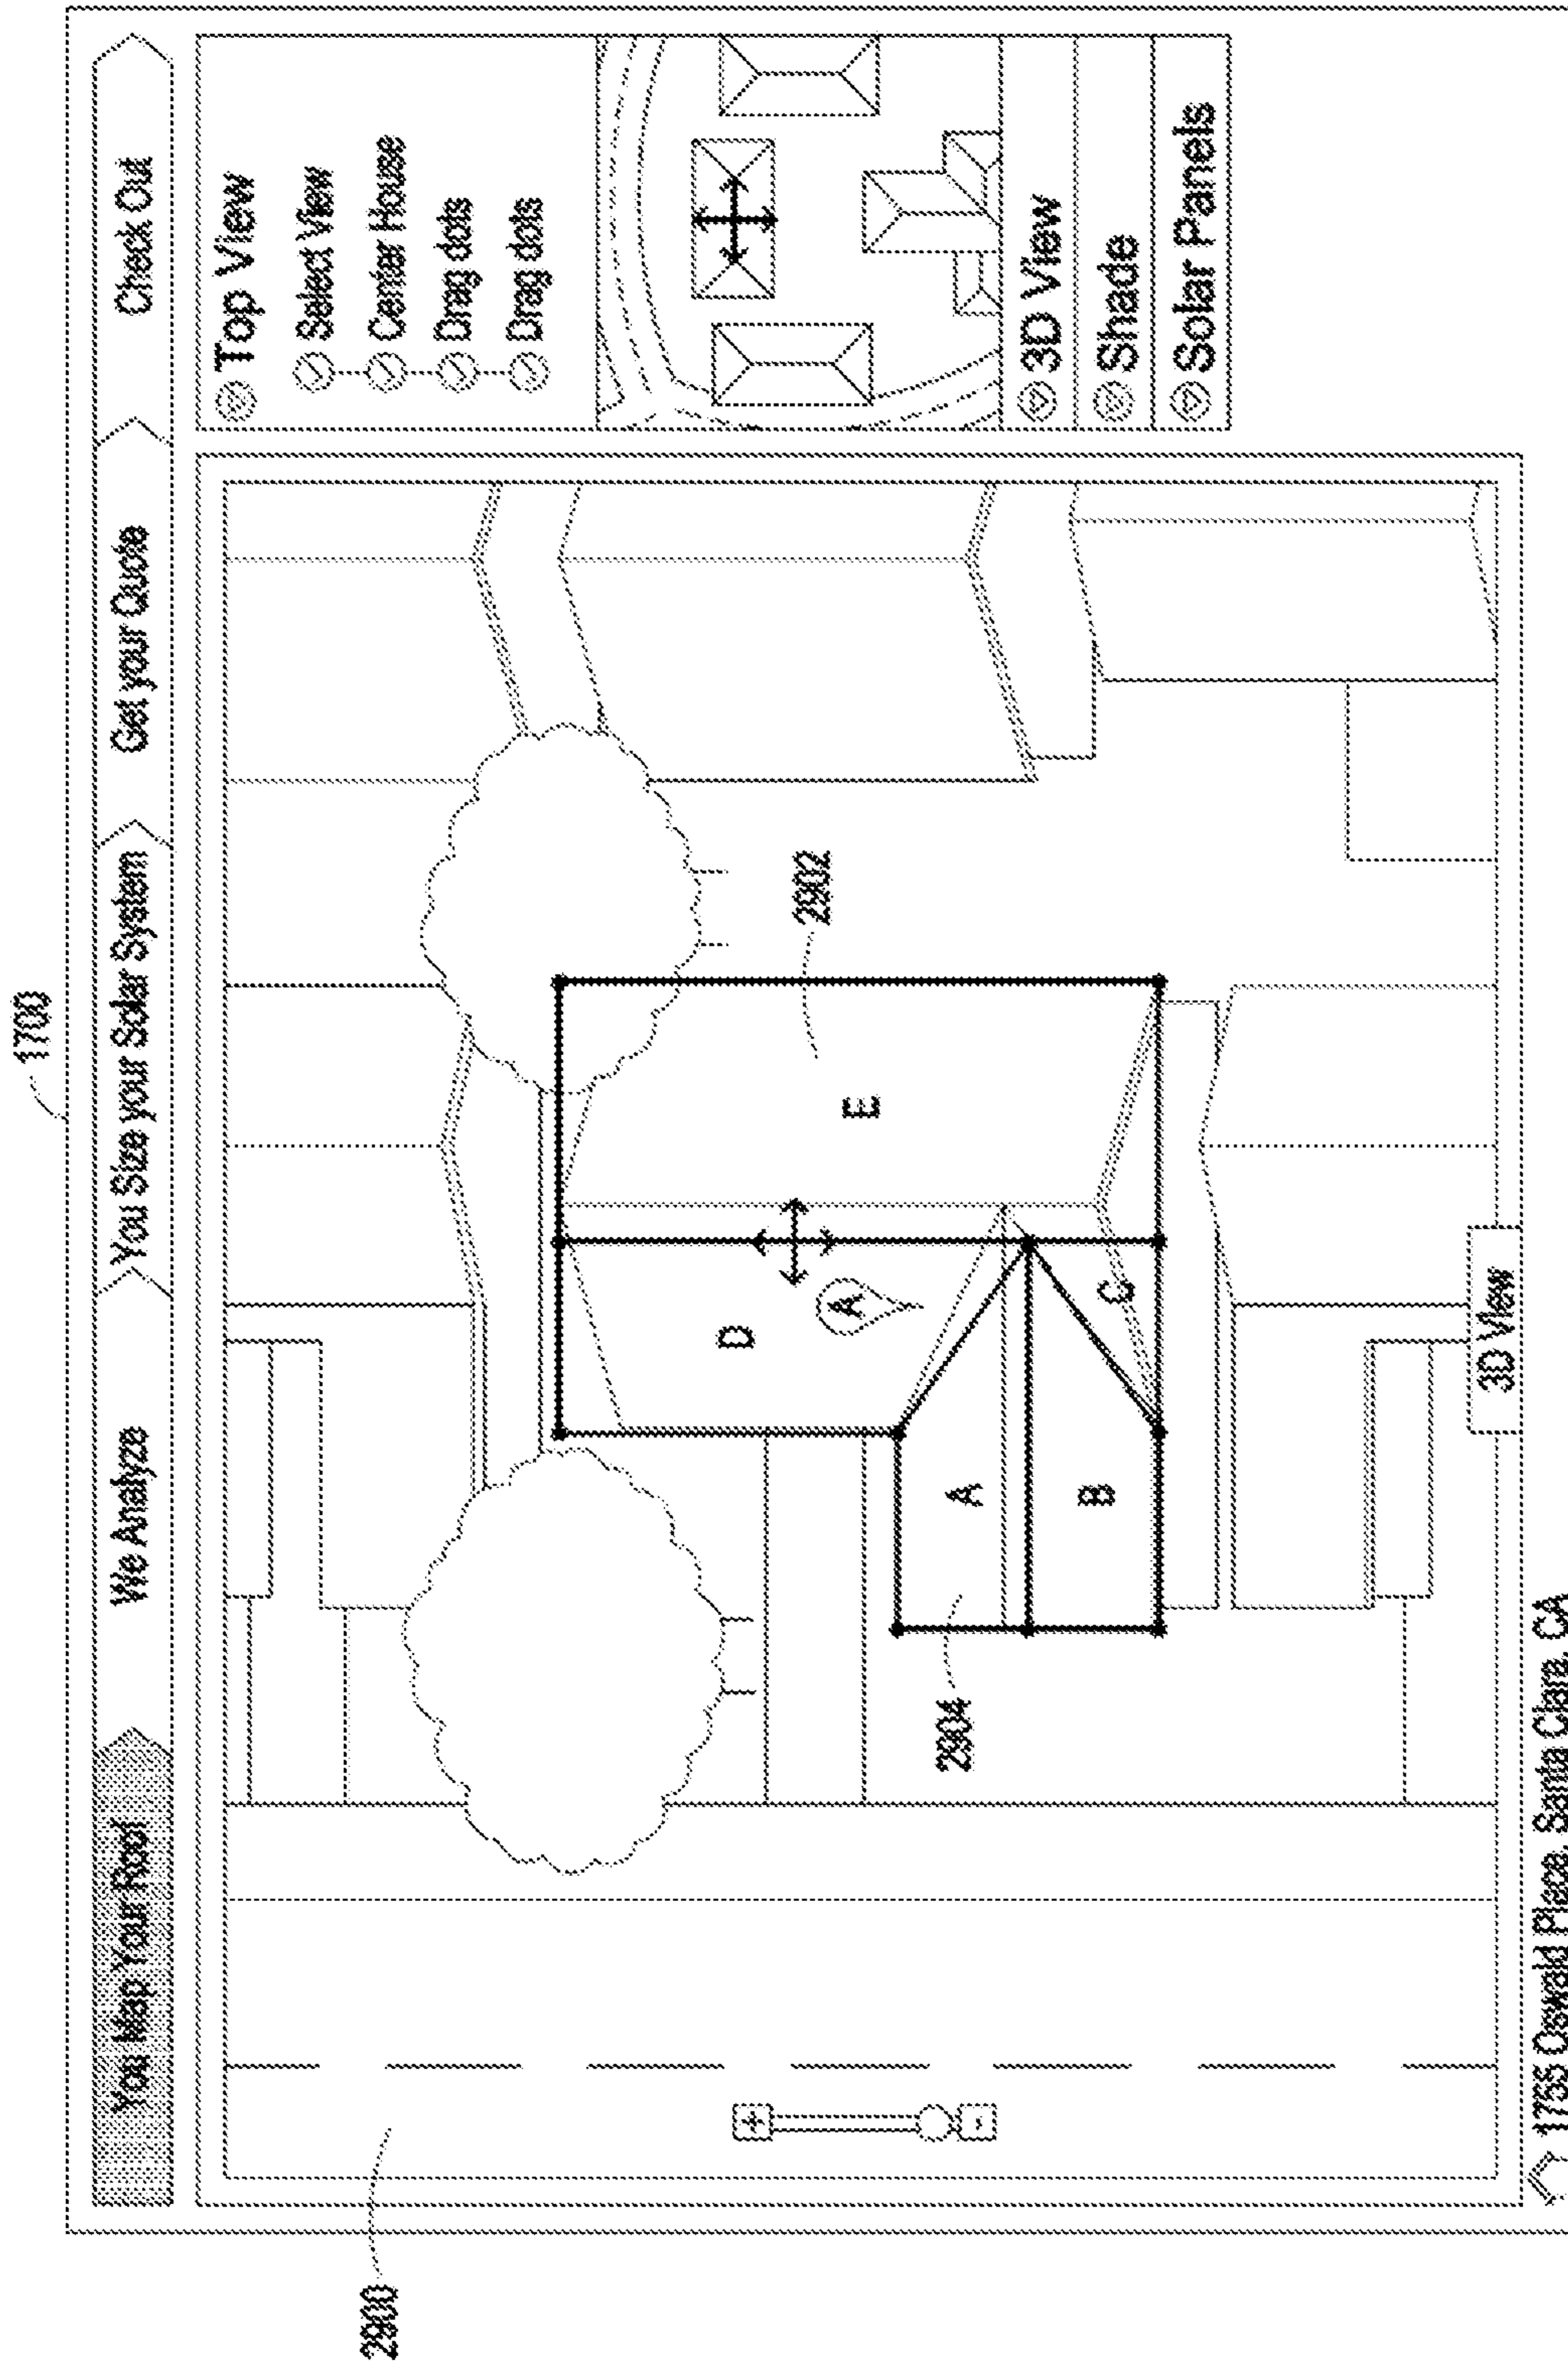 1700
You Map Your Roof
We Analyze
You Size your Solar System
Get your Quote
Check Out
Top View
Select View
Center House
Drag dots
Drag dots
3D View
Shade
Solar Panels
2900
+
-
2902
2904
D
E
A
A
B
C
3D View
1755 Oswald Place, Santa Clara, CA